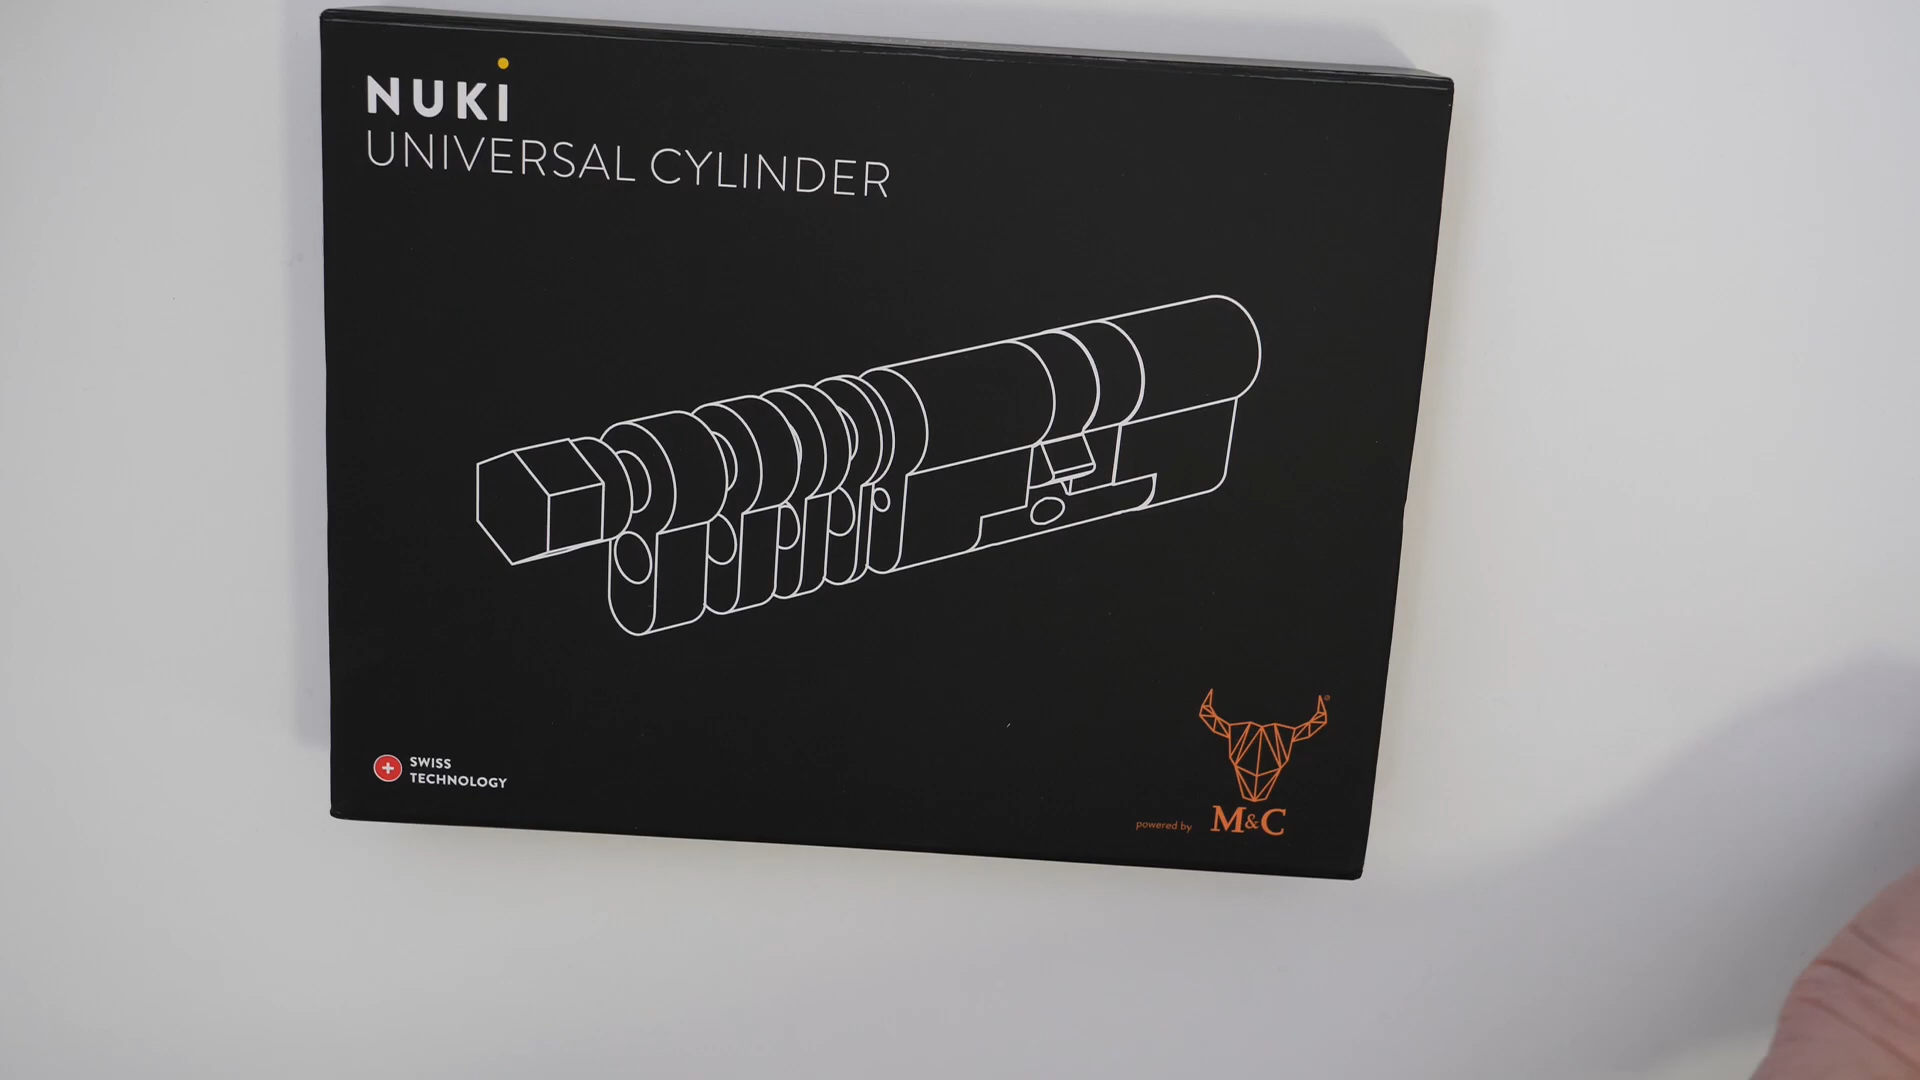 NUKI
UNIVERSAL CYLINDER
SWISS
TECHNOLOGY
powered by M&C